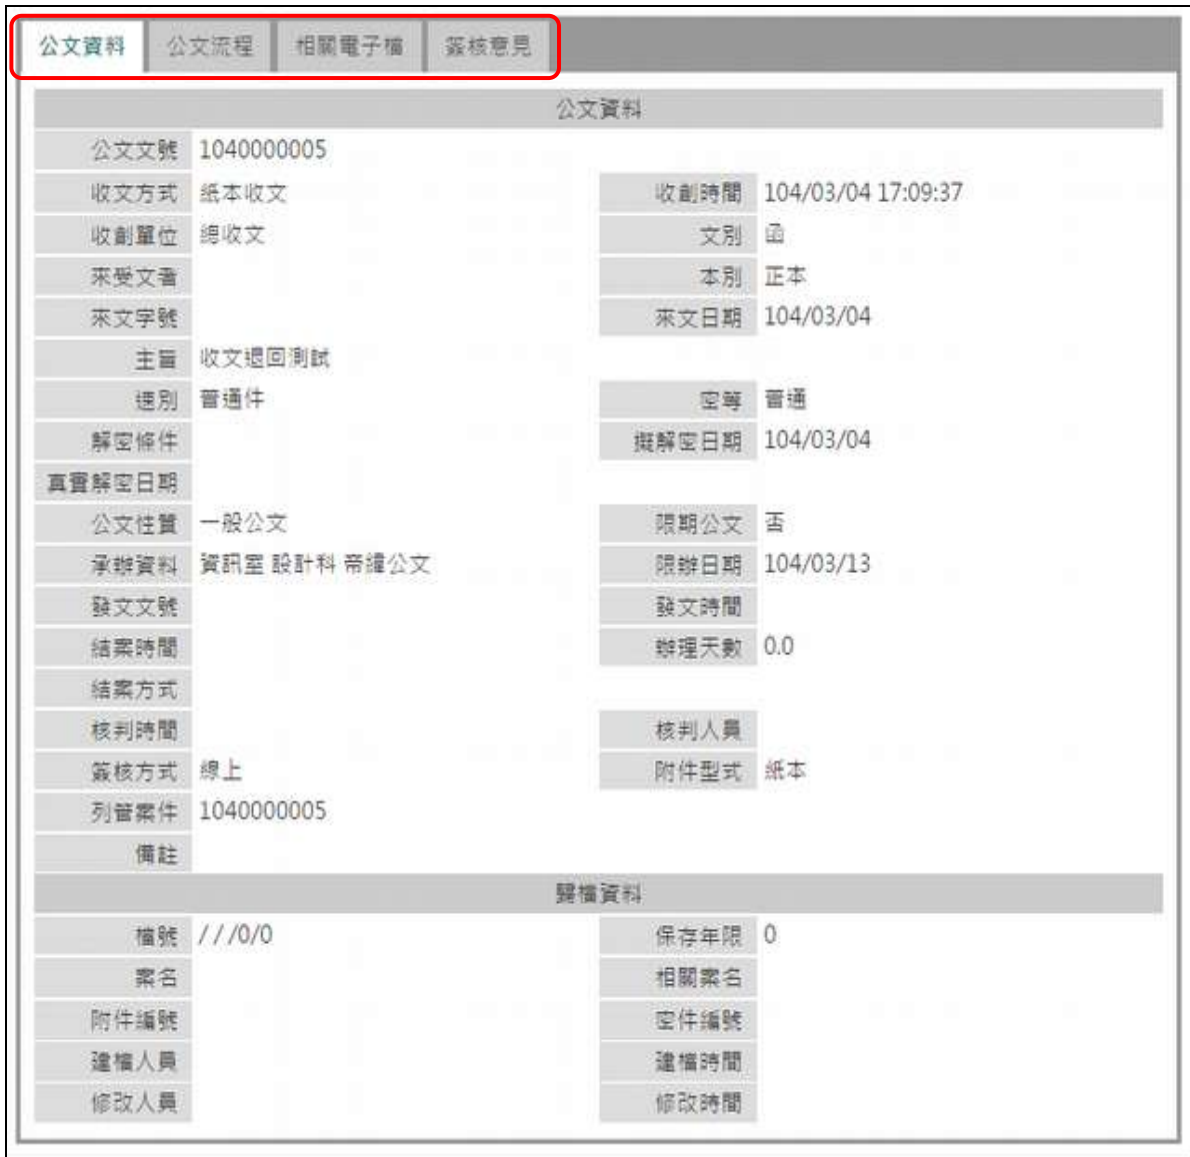 公文資料 公文流程 相關電子檔 簽核意見
公文資料
公文文號 1040000005
收文方式 紙本收文 收創時間 104/03/04 17:09:37
收創單位 總收文 文別 函
來受文者 本別 正本
來文字號 來文日期 104/03/04
主旨 收文退回測試
速別 普通件 密等 普通
解密條件 擬解密日期 104/03/04
真實解密日期
公文性質 一般公文 限期公文 否
承辦資料 資訊室 設計科 帝緯公文 限辦日期 104/03/13
發文文號 發文時間
結案時間 辦理天數 0.0
結案方式
核判時間 核判人員
簽核方式 線上 附件型式 紙本
列管案件 1040000005
備註
歸檔資料
檔號 / / /0/0 保存年限 0
案名 相關案名
附件編號 密件編號
建檔人員 建檔時間
修改人員 修改時間